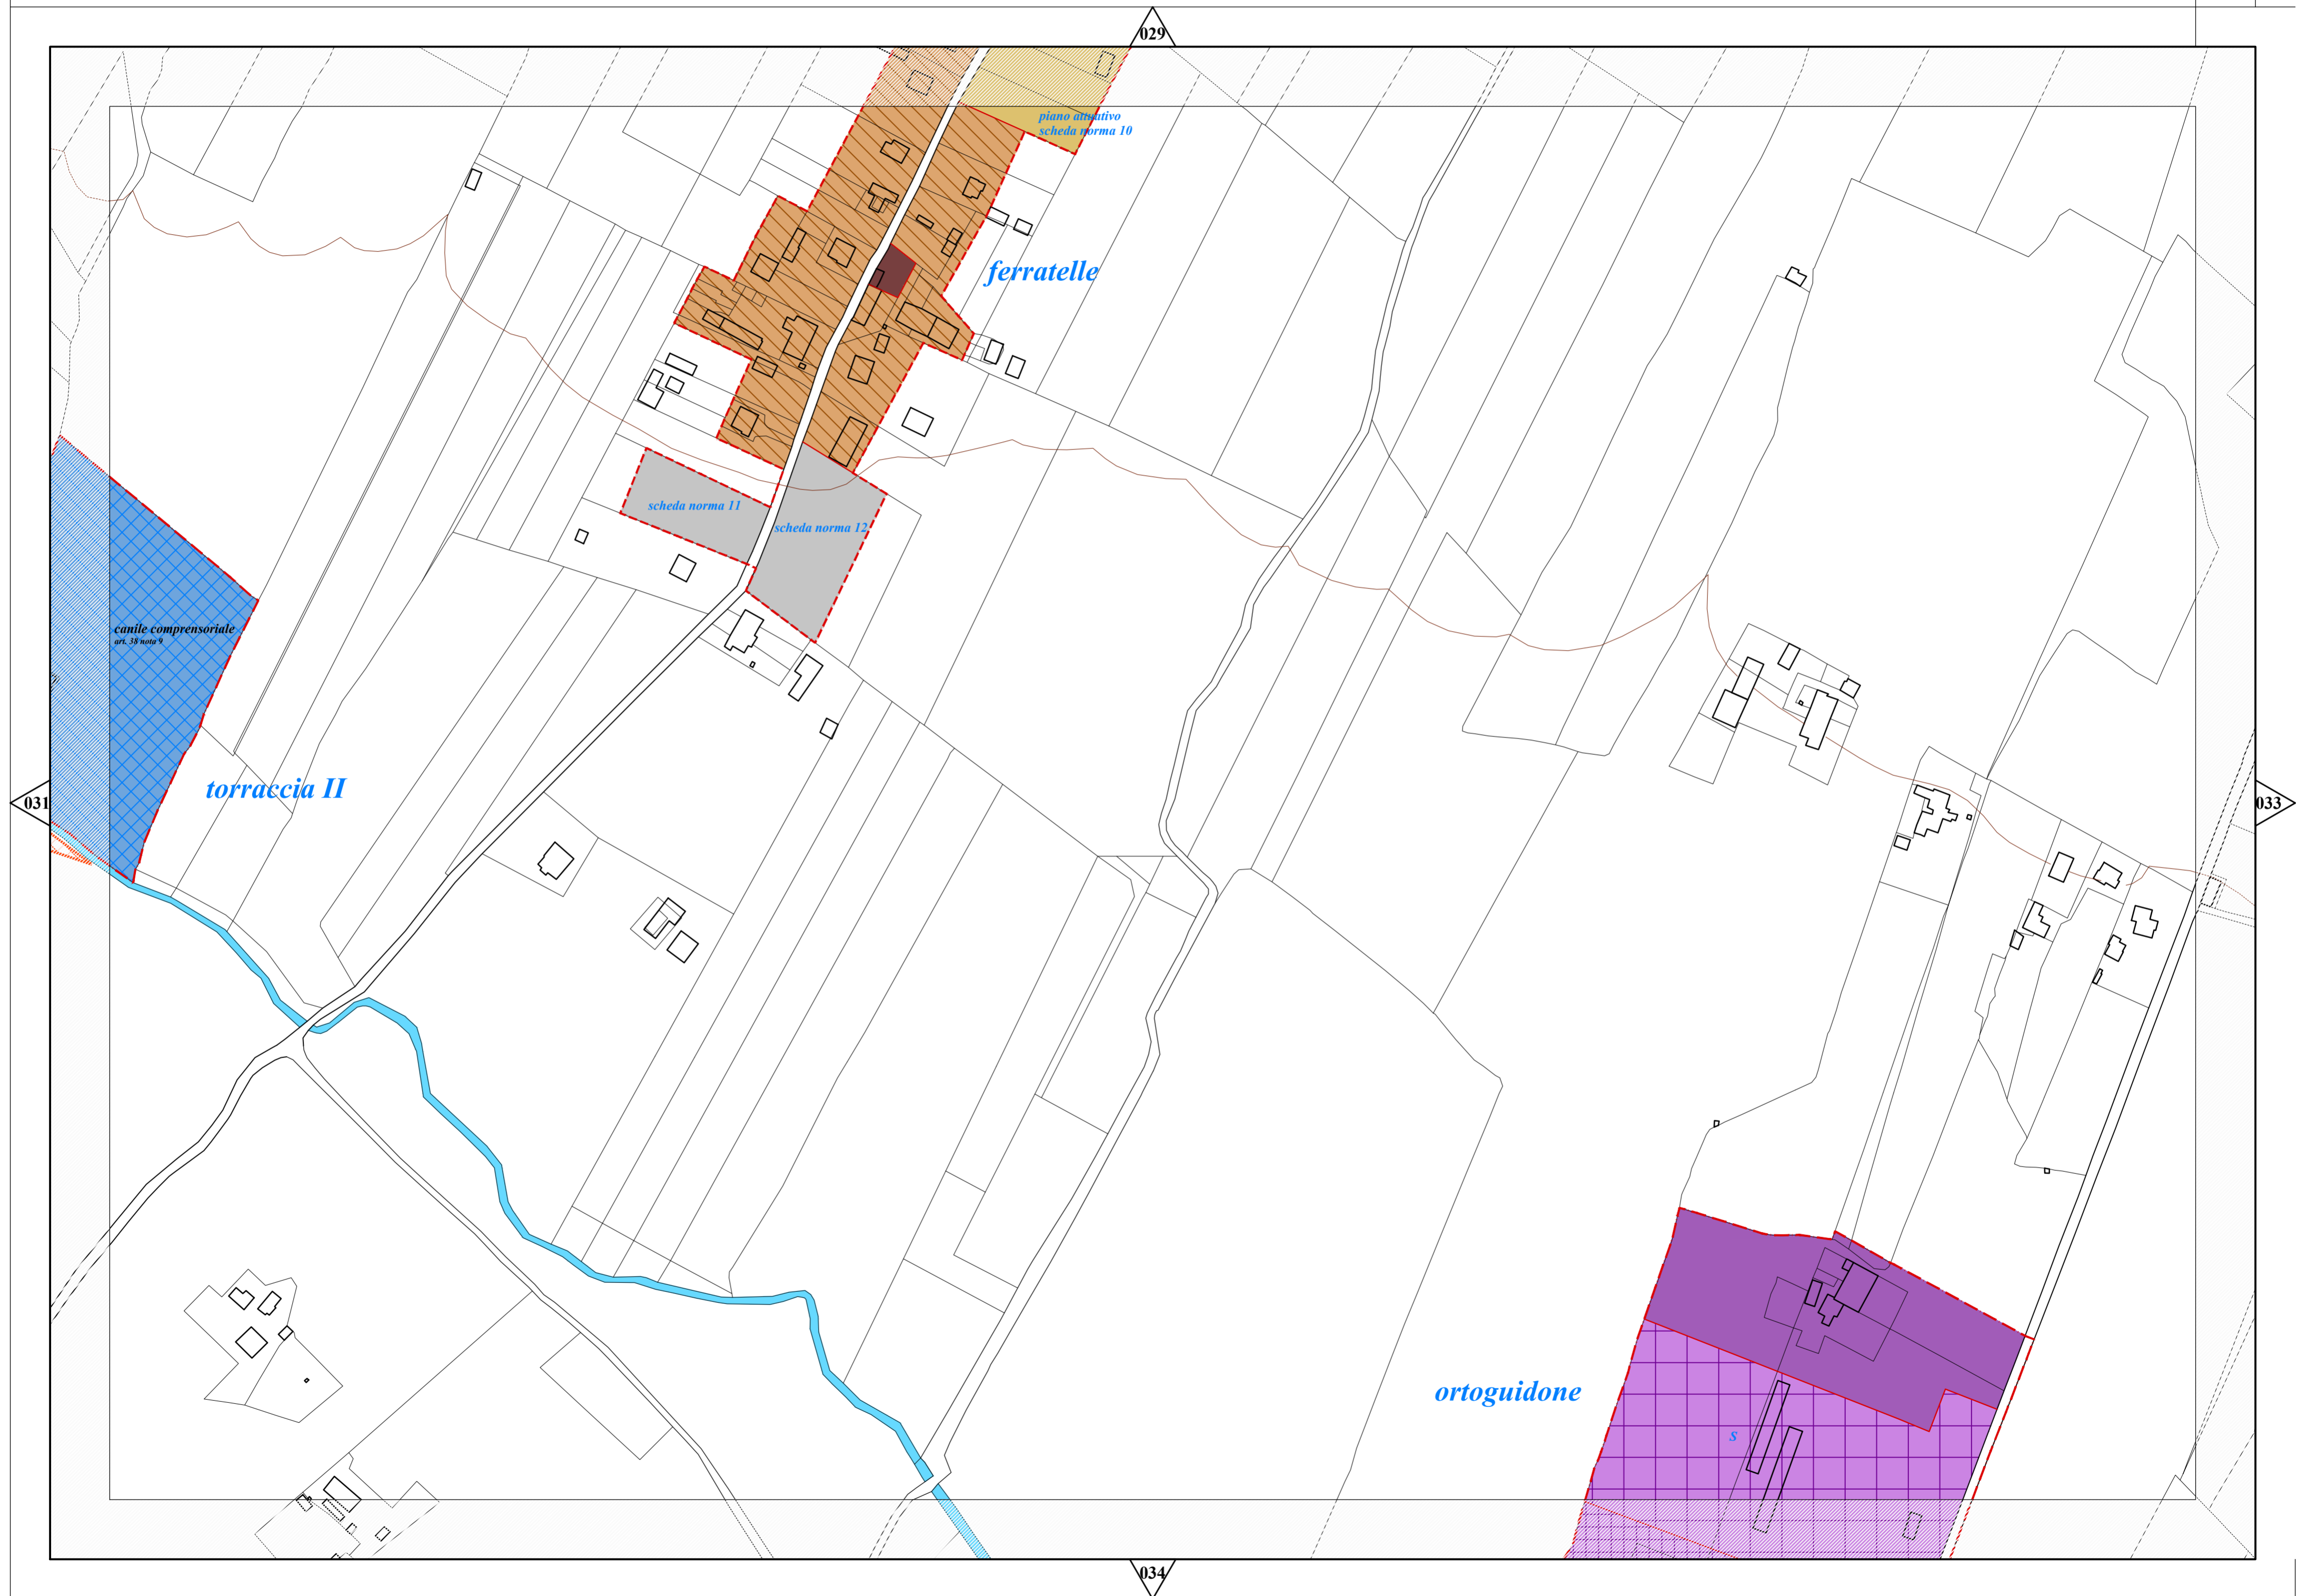 029
piano attuativo
scheda norma 10
ferratelle
scheda norma 11
scheda norma 12
canile comprensoriale
art. 38 nota 9
torraccia II
031
033
ortoguidone
s
034